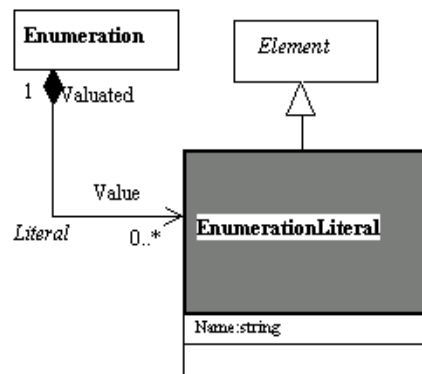 Enumeration
Element
1 Valuated
Value
Literal
0..*
EnumerationLiteral
Name:string